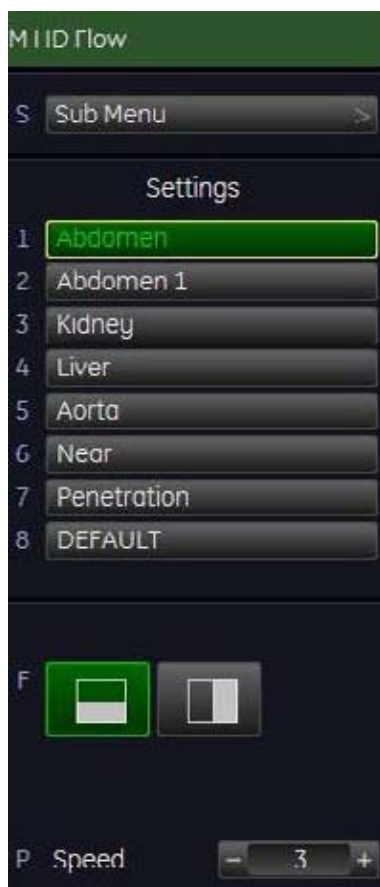 M I ID Flow
S Sub Menu >
Settings
1 Abdomen
2 Abdomen 1
3 Kidney
4 Liver
5 Aorta
6 Near
7 Penetration
8 DEFAULT
F
P Speed - 3 +